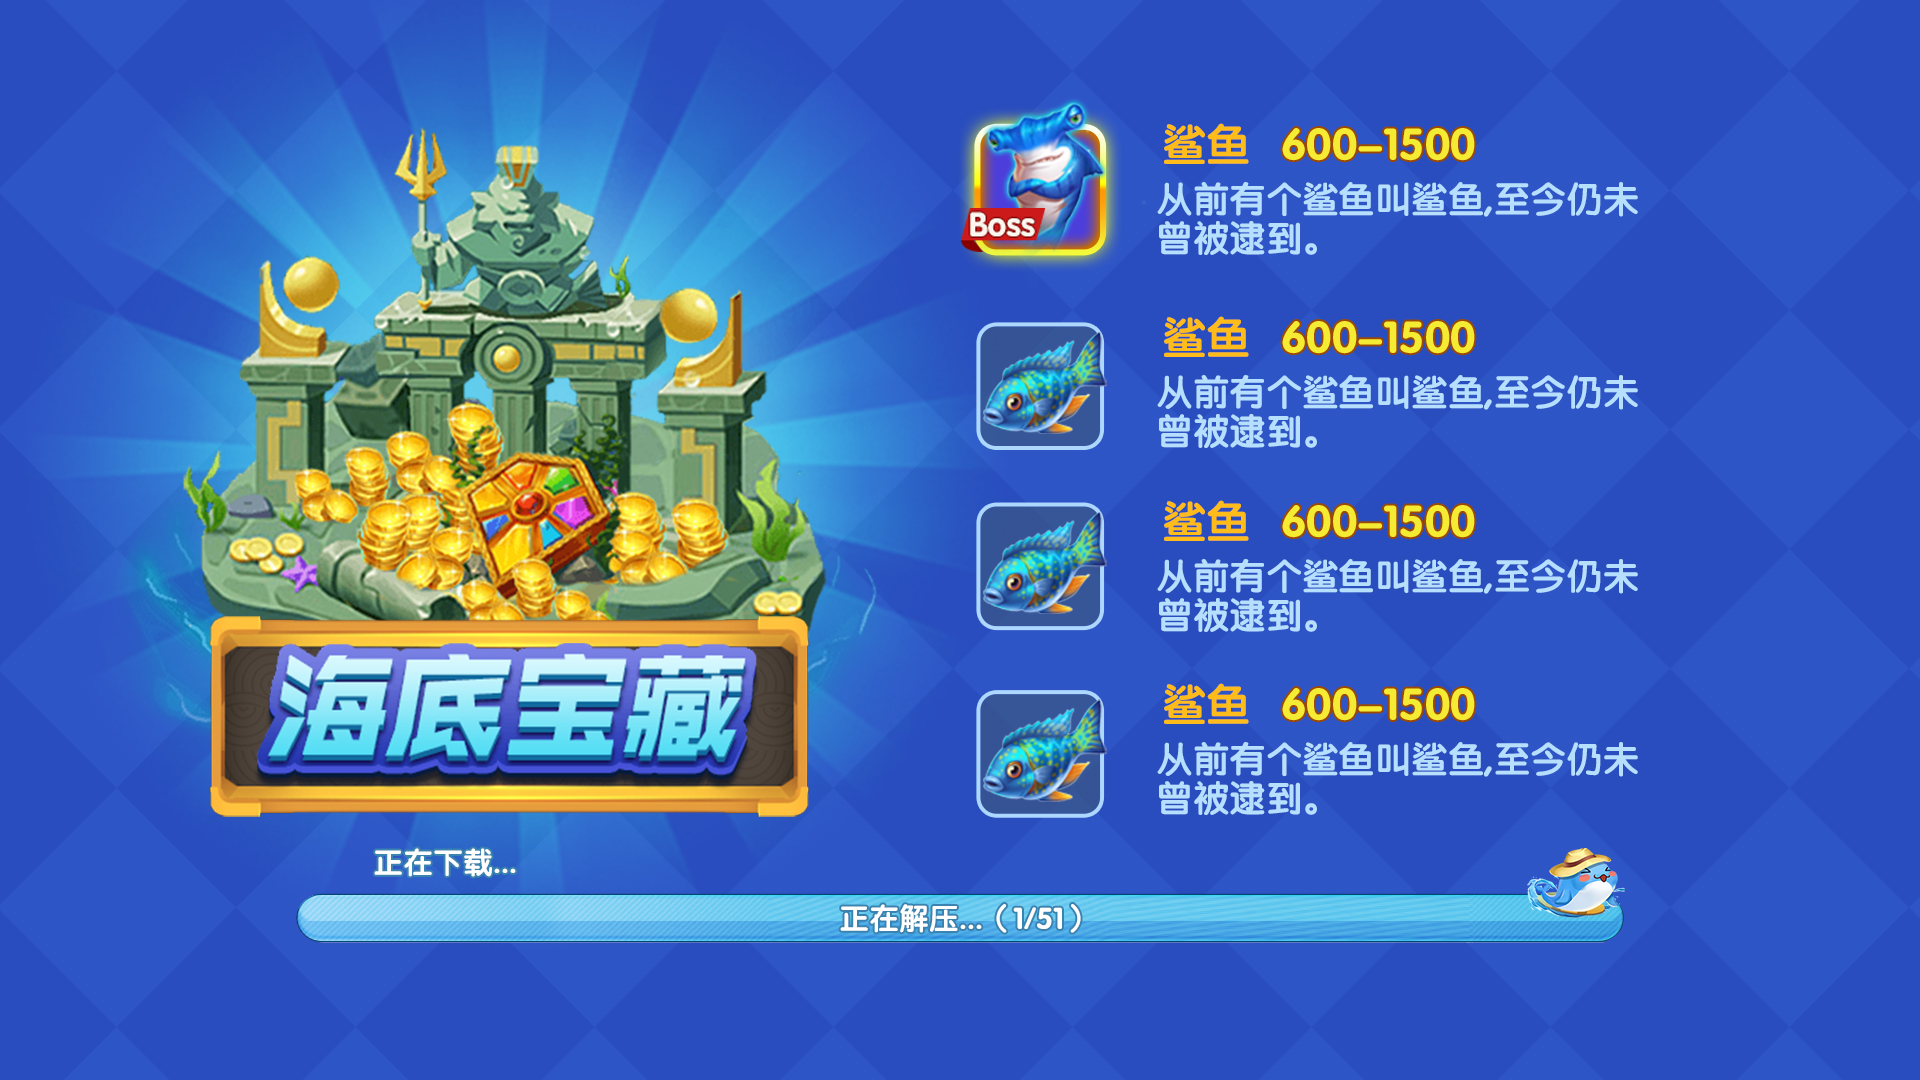 Boss
鲨鱼 600-1500
从前有个鲨鱼叫鲨鱼,至今仍未
曾被逮到。
鲨鱼 600-1500
从前有个鲨鱼叫鲨鱼,至今仍未
曾被逮到。
鲨鱼 600-1500
从前有个鲨鱼叫鲨鱼,至今仍未
曾被逮到。
鲨鱼 600-1500
从前有个鲨鱼叫鲨鱼,至今仍未
曾被逮到。
海底宝藏
正在下载...
正在解压...（1/51）